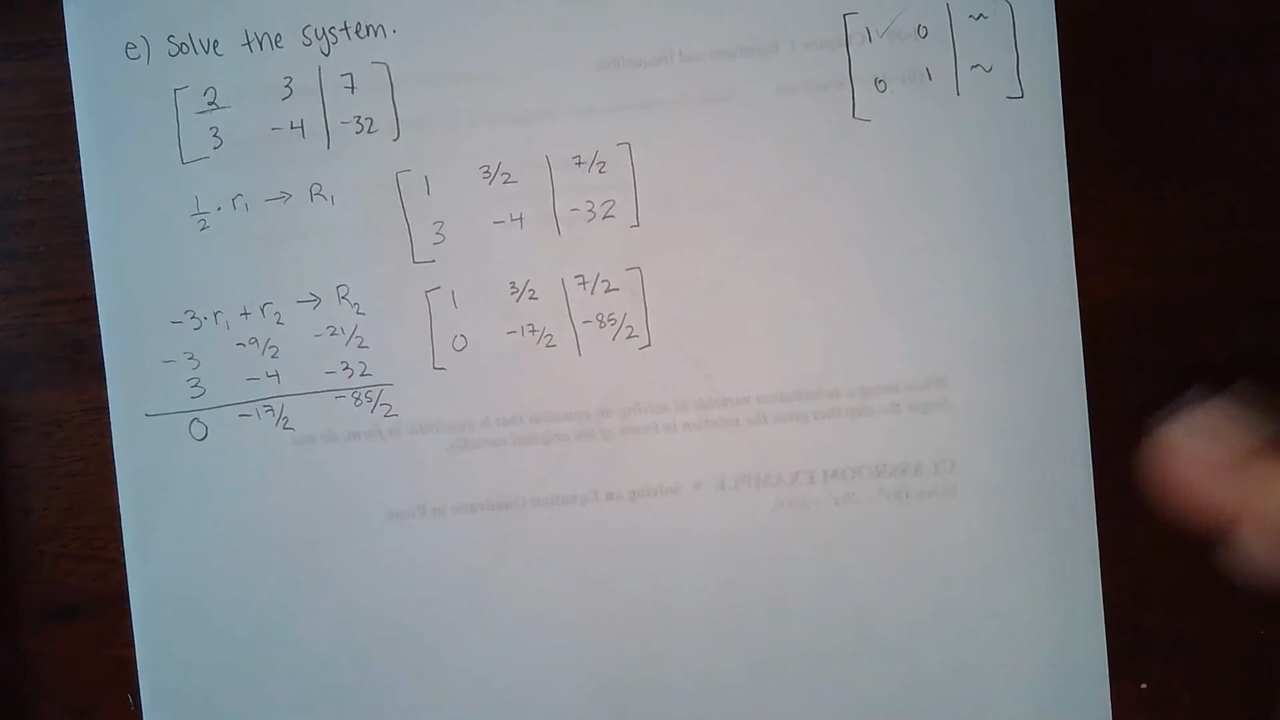 e) Solve the system.
[ 2 3 | 7 ]
[ 3 -4 | -32 ]
[ 1 ✓ 0 | ~ ]
[ 0 1 | ~ ]
1/2 · r₁ → R₁
[ 1 3/2 | 7/2 ]
[ 3 -4 | -32 ]
-3·r₁ + r₂ → R₂
-3 -9/2 -21/2
3 -4 -32
0 -17/2 -85/2
[ 1 3/2 | 7/2 ]
[ 0 -17/2 | -85/2 ]
CLASSROOM EXAMPLE